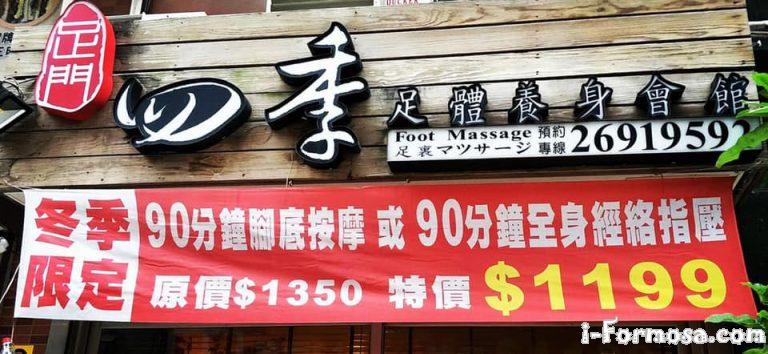 正門
四季
足體養身會館
Foot Massage 預約
足裏マツサージ 專線
26919592
冬季
限定
90分鐘腳底按摩 或 90分鐘全身經絡指壓
原價$1350 特價 $1199
i-Formosa.com